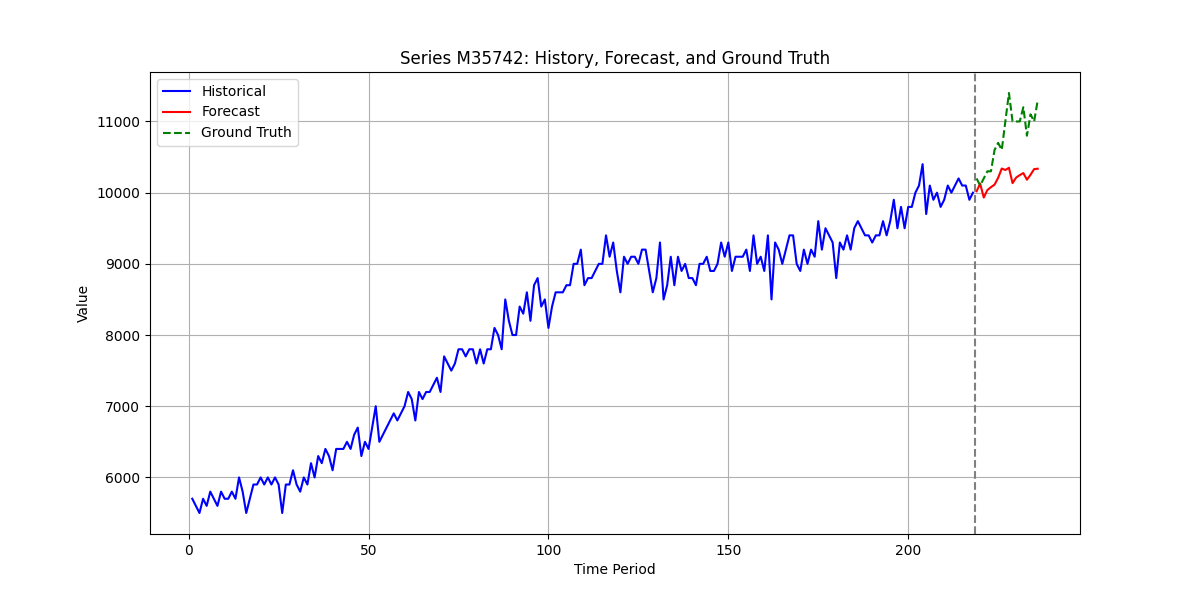 Series M35742: History, Forecast, and Ground Truth
Historical
Forecast
Ground Truth
11000
10000
9000
8000
7000
6000
Value
0
50
100
150
200
Time Period